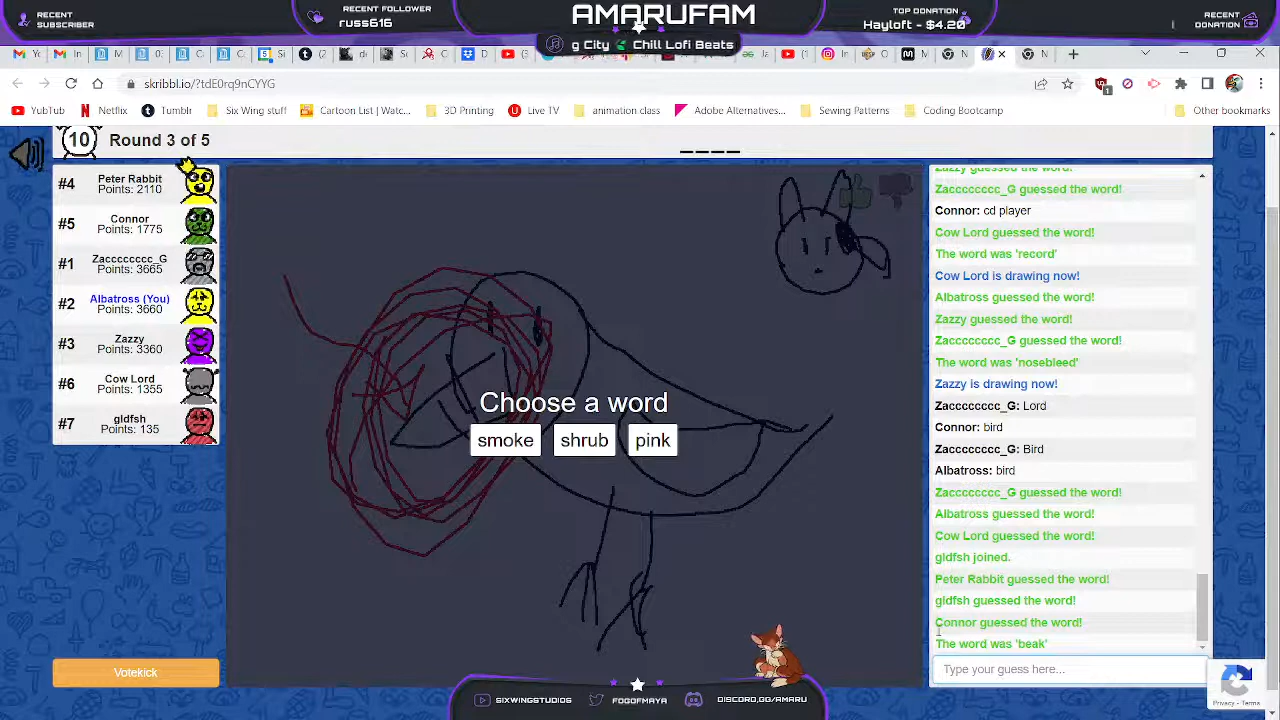 RECENT
SUBSCRIBER
RECENT FOLLOWER
russ616
AMARUFAM
TOP DONATION
Hayloft - $4.20
RECENT
DONATION
g City Chill Lofi Beats
skribbl.io/?tdE0rq9nCYYG
YubTub Netflix Tumblr Six Wing stuff Cartoon List | Watc... 3D Printing Live TV animation class Adobe Alternatives... Sewing Patterns Coding Bootcamp Other bookmarks
10 Round 3 of 5
#4 Peter Rabbit
Points: 2110
#5 Connor
Points: 1775
#1 Zacccccccc_G
Points: 3665
#2 Albatross (You)
Points: 3660
#3 Zazzy
Points: 3360
#6 Cow Lord
Points: 1355
#7 gldfsh
Points: 135
Votekick
Choose a word
smoke shrub pink
Zazzy guessed the word!
Zacccccccc_G guessed the word!
Connor: cd player
Cow Lord guessed the word!
The word was 'record'
Cow Lord is drawing now!
Albatross guessed the word!
Zazzy guessed the word!
Zacccccccc_G guessed the word!
The word was 'nosebleed'
Zazzy is drawing now!
Zacccccccc_G: Lord
Connor: bird
Zacccccccc_G: Bird
Albatross: bird
Zacccccccc_G guessed the word!
Albatross guessed the word!
Cow Lord guessed the word!
gldfsh joined.
Peter Rabbit guessed the word!
gldfsh guessed the word!
Connor guessed the word!
The word was 'beak'
Type your guess here...
Privacy - Terms
SIXWINGSTUDIOS FOGOFMAYA DISCORD.GG/AMARU